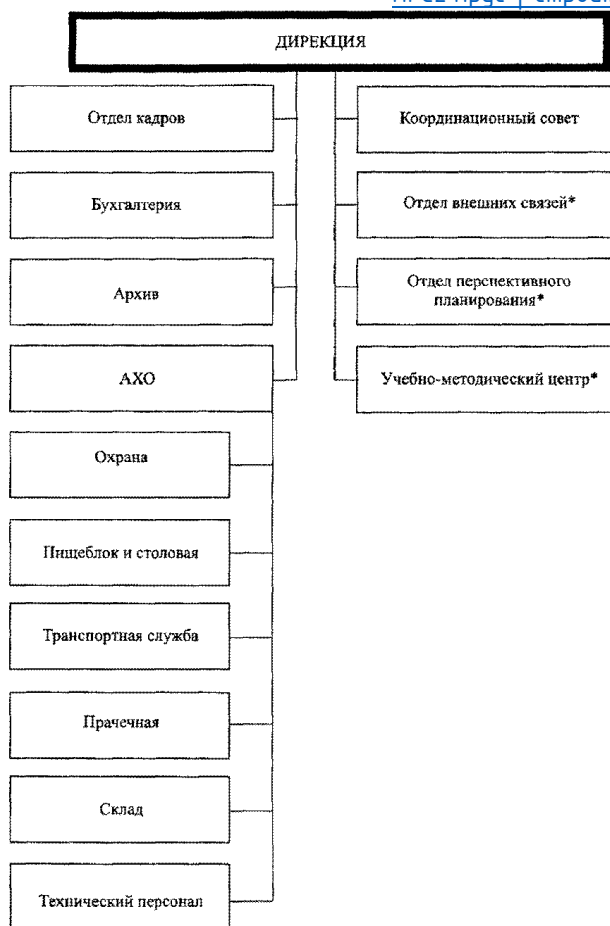 ДИРЕКЦИЯ
Отдел кадров
Координационный совет
Бухгалтерия
Отдел внешних связей*
Архив
Отдел перспективного
планирования*
АХО
Учебно-методический центр*
Охрана
Пищеблок и столовая
Транспортная служба
Прачечная
Склад
Технический персонал